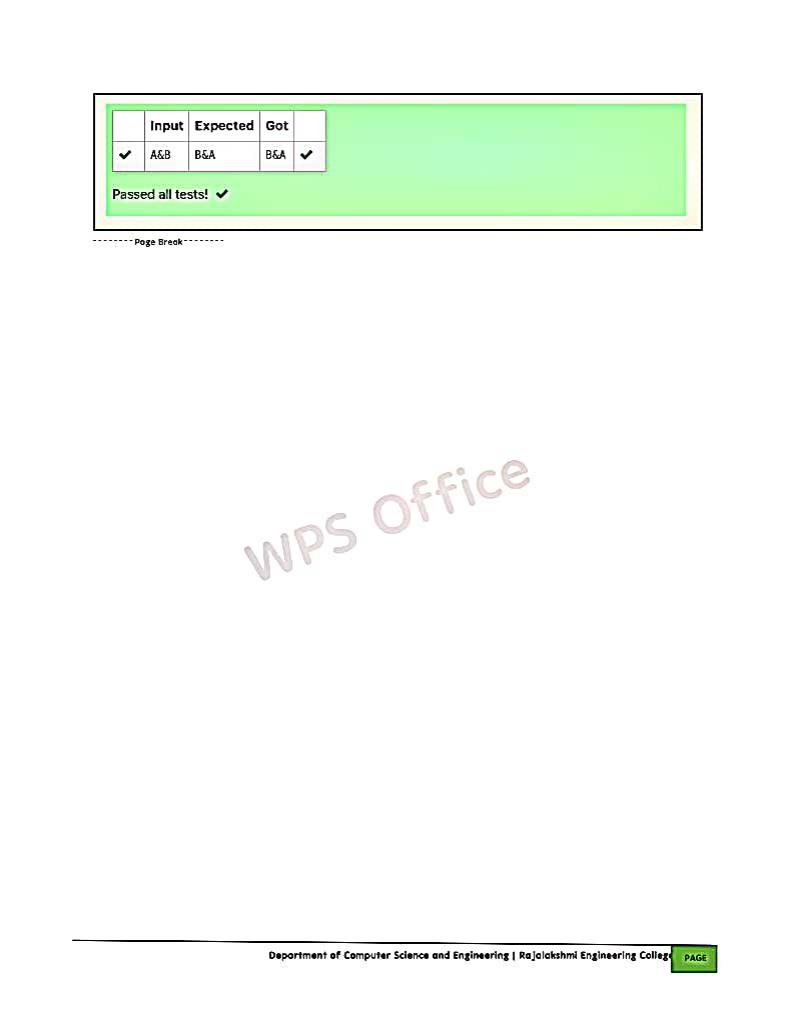 Input Expected Got
✔ A&B B&A B&A ✔
Passed all tests! ✔
--------Page Break--------
WPS Office
Department of Computer Science and Engineering | Rajalakshmi Engineering College
PAGE